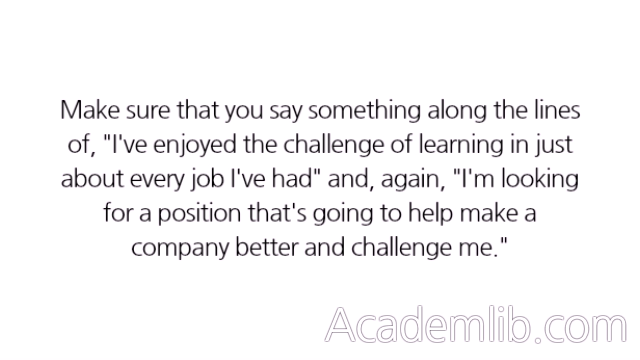 Make sure that you say something along the lines
of, "I've enjoyed the challenge of learning in just
about every job I've had" and, again, "I'm looking
for a position that's going to help make a
company better and challenge me."
Academlib.com